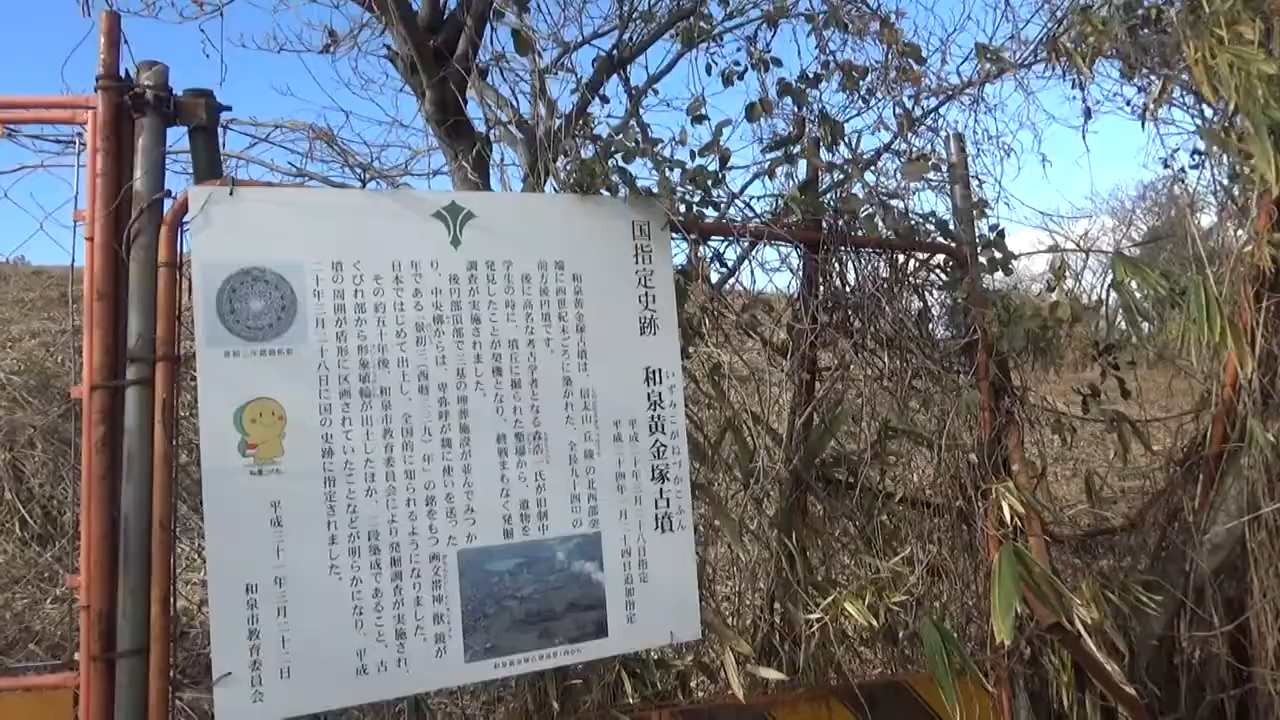 国指定史跡 和泉黄金塚古墳
いずみこがねづかこふん
平成二十年三月二十八日指定
平成二十四年一月二十四日追加指定
和泉黄金塚古墳は、信太山丘陵の北西部突
端に西四世紀末ごろに築かれた、全長九十四mの
前方後円墳です。
後に高名な考古学者となる森浩一氏が旧制中
学生の時に、墳丘に掘られた塹壕から、遺物を
発見したことが契機となり、終戦まもなく発掘
調査が実施されました。
後円部頂部で三基の埋葬施設が並んでみつか
り、中央槨からは、卑弥呼が魏に使いを送った
年である「景初三(西暦二三九)年」の銘をもつ画文帯神獣鏡が
日本ではじめて出土し、全国的に知られるようになりました。
その約五十年後、和泉市教育委員会により発掘調査が実施され、
くびれ部から形象埴輪が出土したほか、二段築成であること、古
墳の周囲が盾形に区画されていたことなどが明らかになり、平成
二十年三月二十八日に国の史跡に指定されました。
平成三十一年三月二十二日
和泉市教育委員会